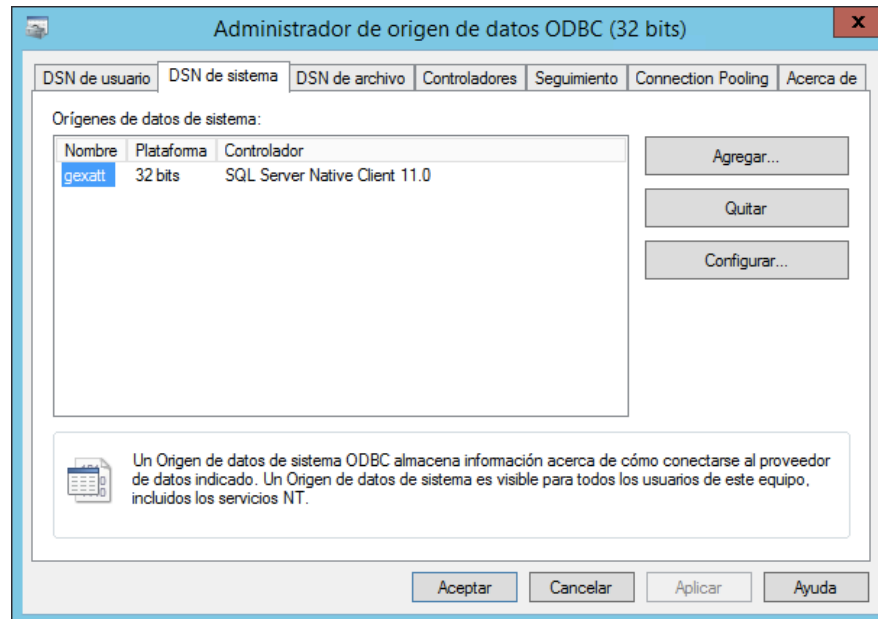 Administrador de origen de datos ODBC (32 bits)
x
DSN de usuario DSN de sistema DSN de archivo Controladores Seguimiento Connection Pooling Acerca de
Orígenes de datos de sistema:
Nombre Plataforma Controlador
gexatt 32 bits SQL Server Native Client 11.0
Agregar...
Quitar
Configurar...
Un Origen de datos de sistema ODBC almacena información acerca de cómo conectarse al proveedor
de datos indicado. Un Origen de datos de sistema es visible para todos los usuarios de este equipo,
incluidos los servicios NT.
Aceptar Cancelar Aplicar Ayuda